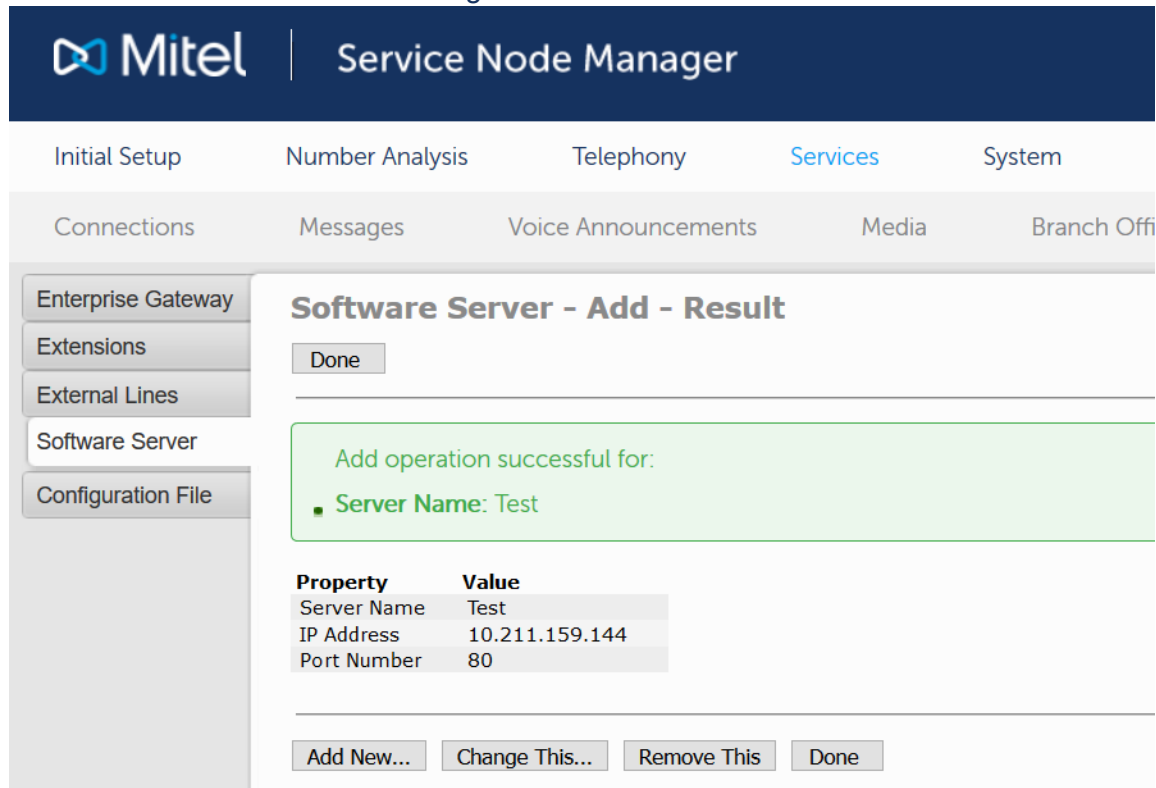 Mitel Service Node Manager
Initial Setup Number Analysis Telephony Services System
Connections Messages Voice Announcements Media Branch Offi
Enterprise Gateway
Extensions
External Lines
Software Server
Configuration File
Software Server - Add - Result
Done
Add operation successful for:
Server Name: Test
Property Value
Server Name Test
IP Address 10.211.159.144
Port Number 80
Add New... Change This... Remove This Done